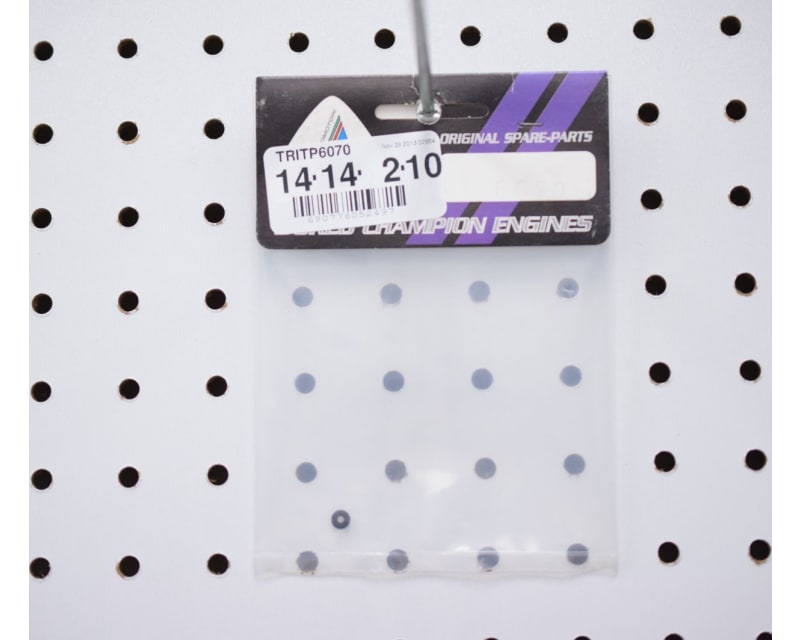 TRITP6070
14·14· 2·10
ORIGINAL SPARE-PARTS
CHAMPION ENGINES